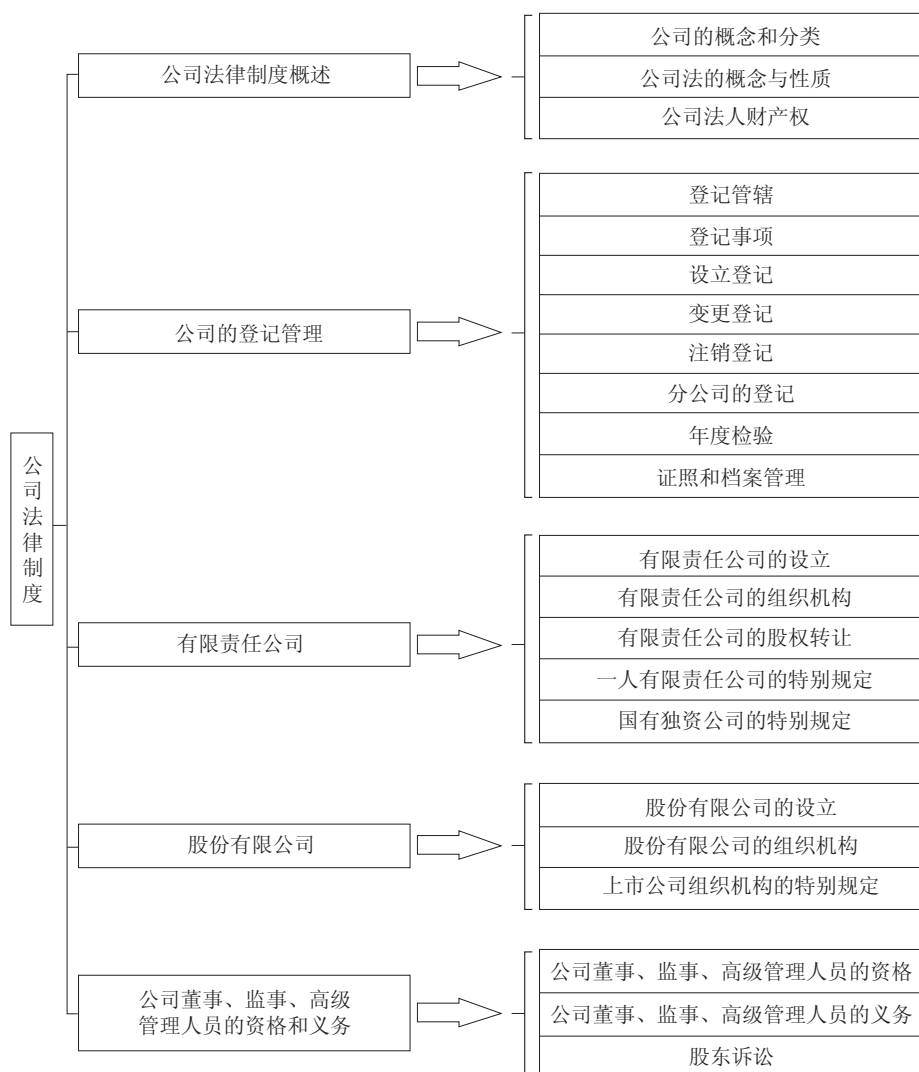 公司法律制度
公司法律制度概述
公司的概念和分类
公司法的概念与性质
公司法人财产权
公司的登记管理
登记管辖
登记事项
设立登记
变更登记
注销登记
分公司的登记
年度检验
证照和档案管理
有限责任公司
有限责任公司的设立
有限责任公司的组织机构
有限责任公司的股权转让
一人有限责任公司的特别规定
国有独资公司的特别规定
股份有限公司
股份有限公司的设立
股份有限公司的组织机构
上市公司组织机构的特别规定
公司董事、监事、高级
管理人员的资格和义务
公司董事、监事、高级管理人员的资格
公司董事、监事、高级管理人员的义务
股东诉讼